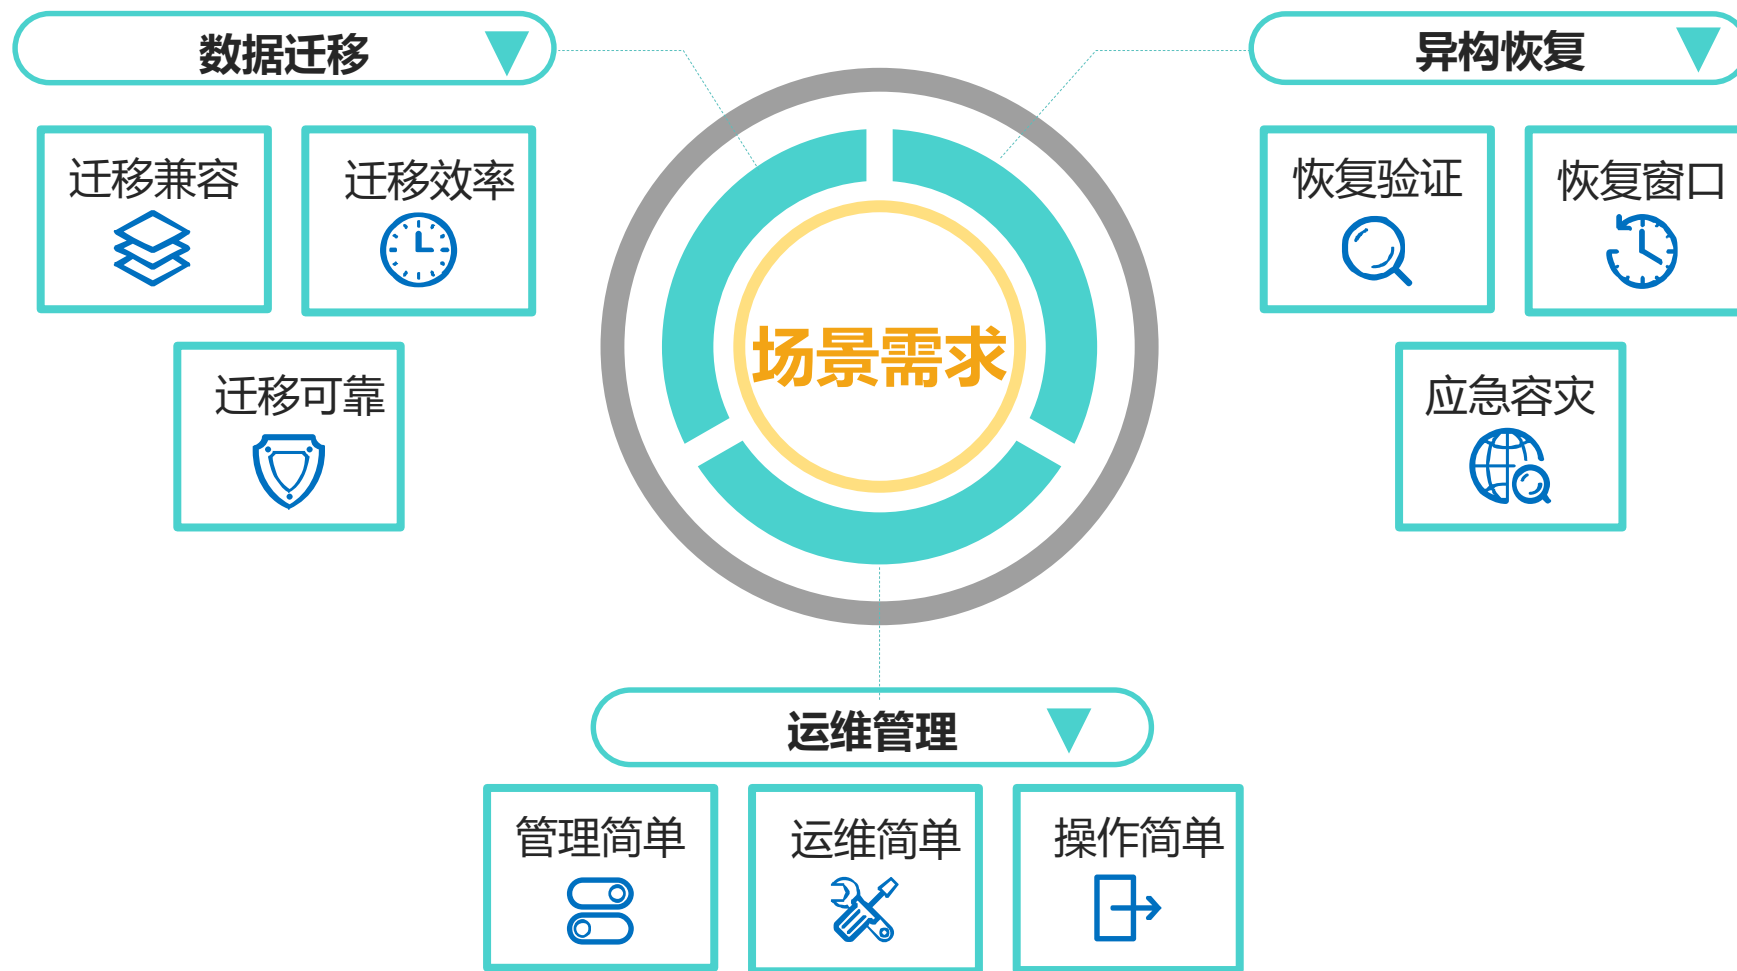 数据迁移
迁移兼容
迁移效率
迁移可靠
场景需求
异构恢复
恢复验证
恢复窗口
应急容灾
运维管理
管理简单
运维简单
操作简单